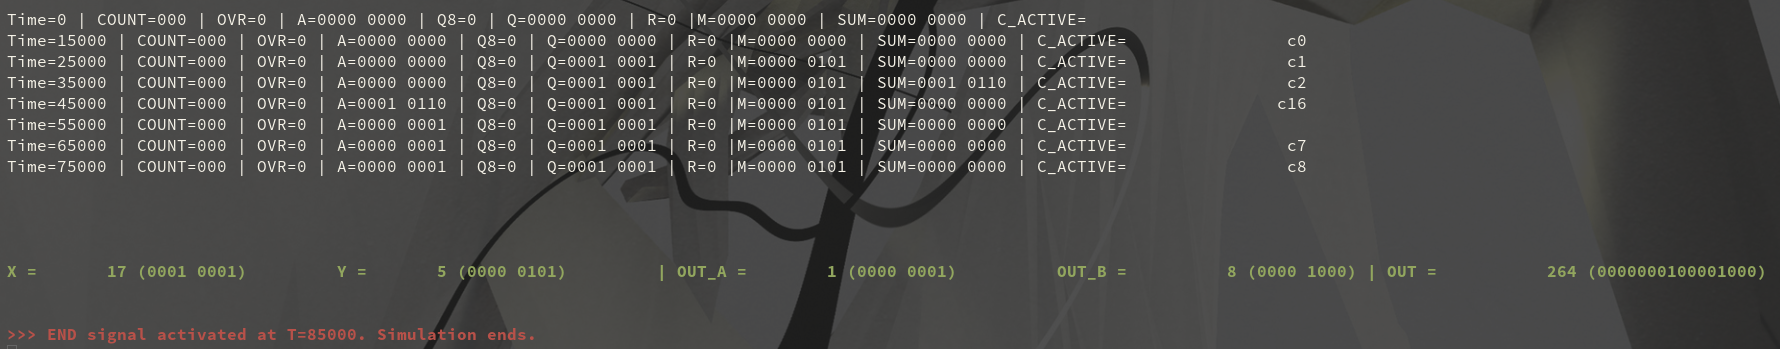 Time=0 | COUNT=000 | OVR=0 | A=0000 0000 | Q8=0 | Q=0000 0000 | R=0 |M=0000 0000 | SUM=0000 0000 | C_ACTIVE=
Time=15000 | COUNT=000 | OVR=0 | A=0000 0000 | Q8=0 | Q=0000 0000 | R=0 |M=0000 0000 | SUM=0000 0000 | C_ACTIVE= c0
Time=25000 | COUNT=000 | OVR=0 | A=0000 0000 | Q8=0 | Q=0001 0001 | R=0 |M=0000 0101 | SUM=0000 0000 | C_ACTIVE= c1
Time=35000 | COUNT=000 | OVR=0 | A=0000 0000 | Q8=0 | Q=0001 0001 | R=0 |M=0000 0101 | SUM=0001 0110 | C_ACTIVE= c2
Time=45000 | COUNT=000 | OVR=0 | A=0001 0110 | Q8=0 | Q=0001 0001 | R=0 |M=0000 0101 | SUM=0000 0000 | C_ACTIVE= c16
Time=55000 | COUNT=000 | OVR=0 | A=0000 0001 | Q8=0 | Q=0001 0001 | R=0 |M=0000 0101 | SUM=0000 0000 | C_ACTIVE=
Time=65000 | COUNT=000 | OVR=0 | A=0000 0001 | Q8=0 | Q=0001 0001 | R=0 |M=0000 0101 | SUM=0000 0000 | C_ACTIVE= c7
Time=75000 | COUNT=000 | OVR=0 | A=0000 0001 | Q8=0 | Q=0001 0001 | R=0 |M=0000 0101 | SUM=0000 0000 | C_ACTIVE= c8
X = 17 (0001 0001) Y = 5 (0000 0101) | OUT_A = 1 (0000 0001) OUT_B = 8 (0000 1000) | OUT = 264 (0000000100001000)
>>> END signal activated at T=85000. Simulation ends.